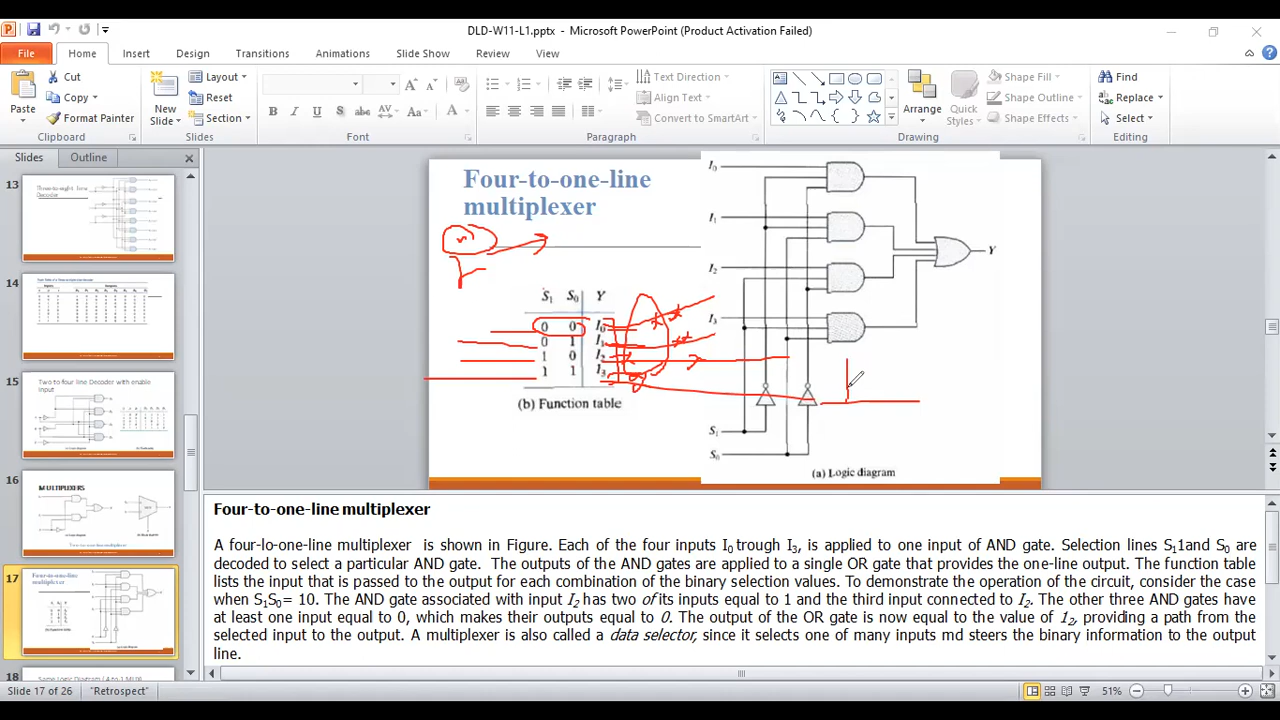 DLD-W11-L1.pptx - Microsoft PowerPoint (Product Activation Failed)
File Home Insert Design Transitions Animations Slide Show Review View
Paste
Cut
Copy
Format Painter
Clipboard
New Slide
Layout
Reset
Section
Slides
Font
Text Direction
Align Text
Convert to SmartArt
Paragraph
Arrange
Quick Styles
Shape Fill
Shape Outline
Shape Effects
Drawing
Find
Replace
Select
Editing
Slides Outline
13
Three-to-eight line
Decoder
14
15
Two to four line Decoder with enable
input
16
MULTIPLEXERS
17
Four-to-one-line
multiplexer
18
Four-to-one-line
multiplexer
S1 S0 Y
0 0 I0
0 1 I1
1 0 I2
1 1 I3
(b) Function table
I0
I1
I2
I3
Y
S1
S0
(a) Logic diagram
Four-to-one-line multiplexer
A four-lo-one-line multiplexer is shown in Figure. Each of the four inputs I0 trough I3, is applied to one input of AND gate. Selection lines S11and S0 are
decoded to select a particular AND gate. The outputs of the AND gates are applied to a single OR gate that provides the one-line output. The function table
lists the input that is passed to the output for each combination of the binary selection values. To demonstrate the operation of the circuit, consider the case
when S1S0= 10. The AND gate associated with input I2 has two of its inputs equal to 1 and the third input connected to I2. The other three AND gates have
at least one input equal to 0, which makes their outputs equal to 0. The output of the OR gate is now equal to the value of 12, providing a path from the
selected input to the output. A multiplexer is also called a data selector, since it selects one of many inputs md steers the binary information to the output
line.
Slide 17 of 26 "Retrospect" 51%